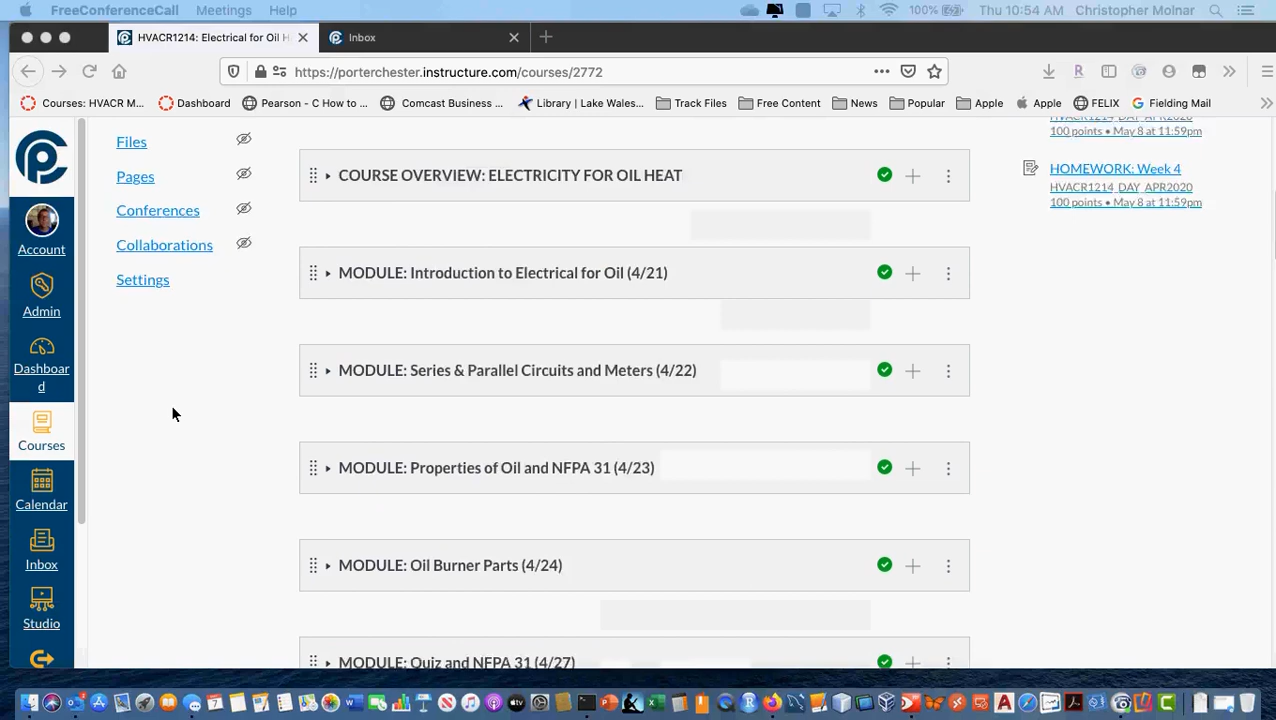 FreeConferenceCall Meetings Help 100% Thu 10:54 AM Christopher Molnar
HVACR1214: Electrical for Oil H
Inbox
https://porterchester.instructure.com/courses/2772
Courses: HVACR M... Dashboard Pearson - C How to ... Comcast Business ... Library | Lake Wales... Track Files Free Content News Popular Apple Apple FELIX Fielding Mail
Account
Admin
Dashboar
d
Courses
Calendar
Inbox
Studio
Files
Pages
Conferences
Collaborations
Settings
COURSE OVERVIEW: ELECTRICITY FOR OIL HEAT
MODULE: Introduction to Electrical for Oil (4/21)
MODULE: Series & Parallel Circuits and Meters (4/22)
MODULE: Properties of Oil and NFPA 31 (4/23)
MODULE: Oil Burner Parts (4/24)
MODULE: Quiz and NFPA 31 (4/27)
HVACR1214_DAY_APR2020
100 points • May 8 at 11:59pm
HOMEWORK: Week 4
HVACR1214_DAY_APR2020
100 points • May 8 at 11:59pm